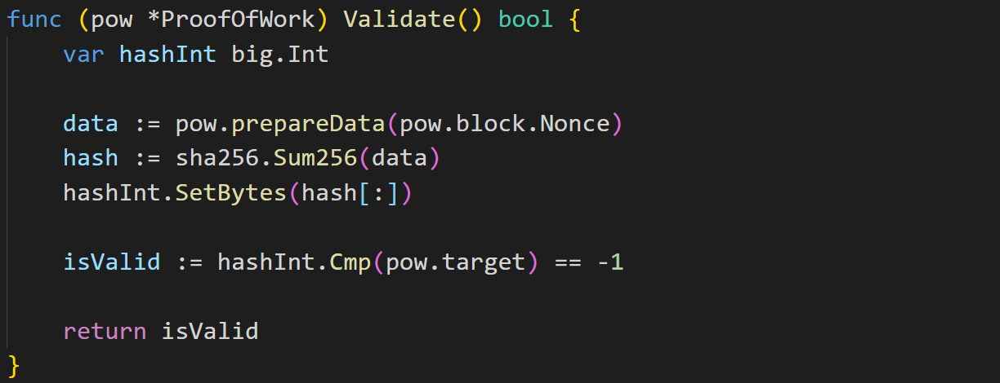 func (pow *ProofOfWork) Validate() bool {
    var hashInt big.Int

    data := pow.prepareData(pow.block.Nonce)
    hash := sha256.Sum256(data)
    hashInt.SetBytes(hash[:])

    isValid := hashInt.Cmp(pow.target) == -1

    return isValid
}